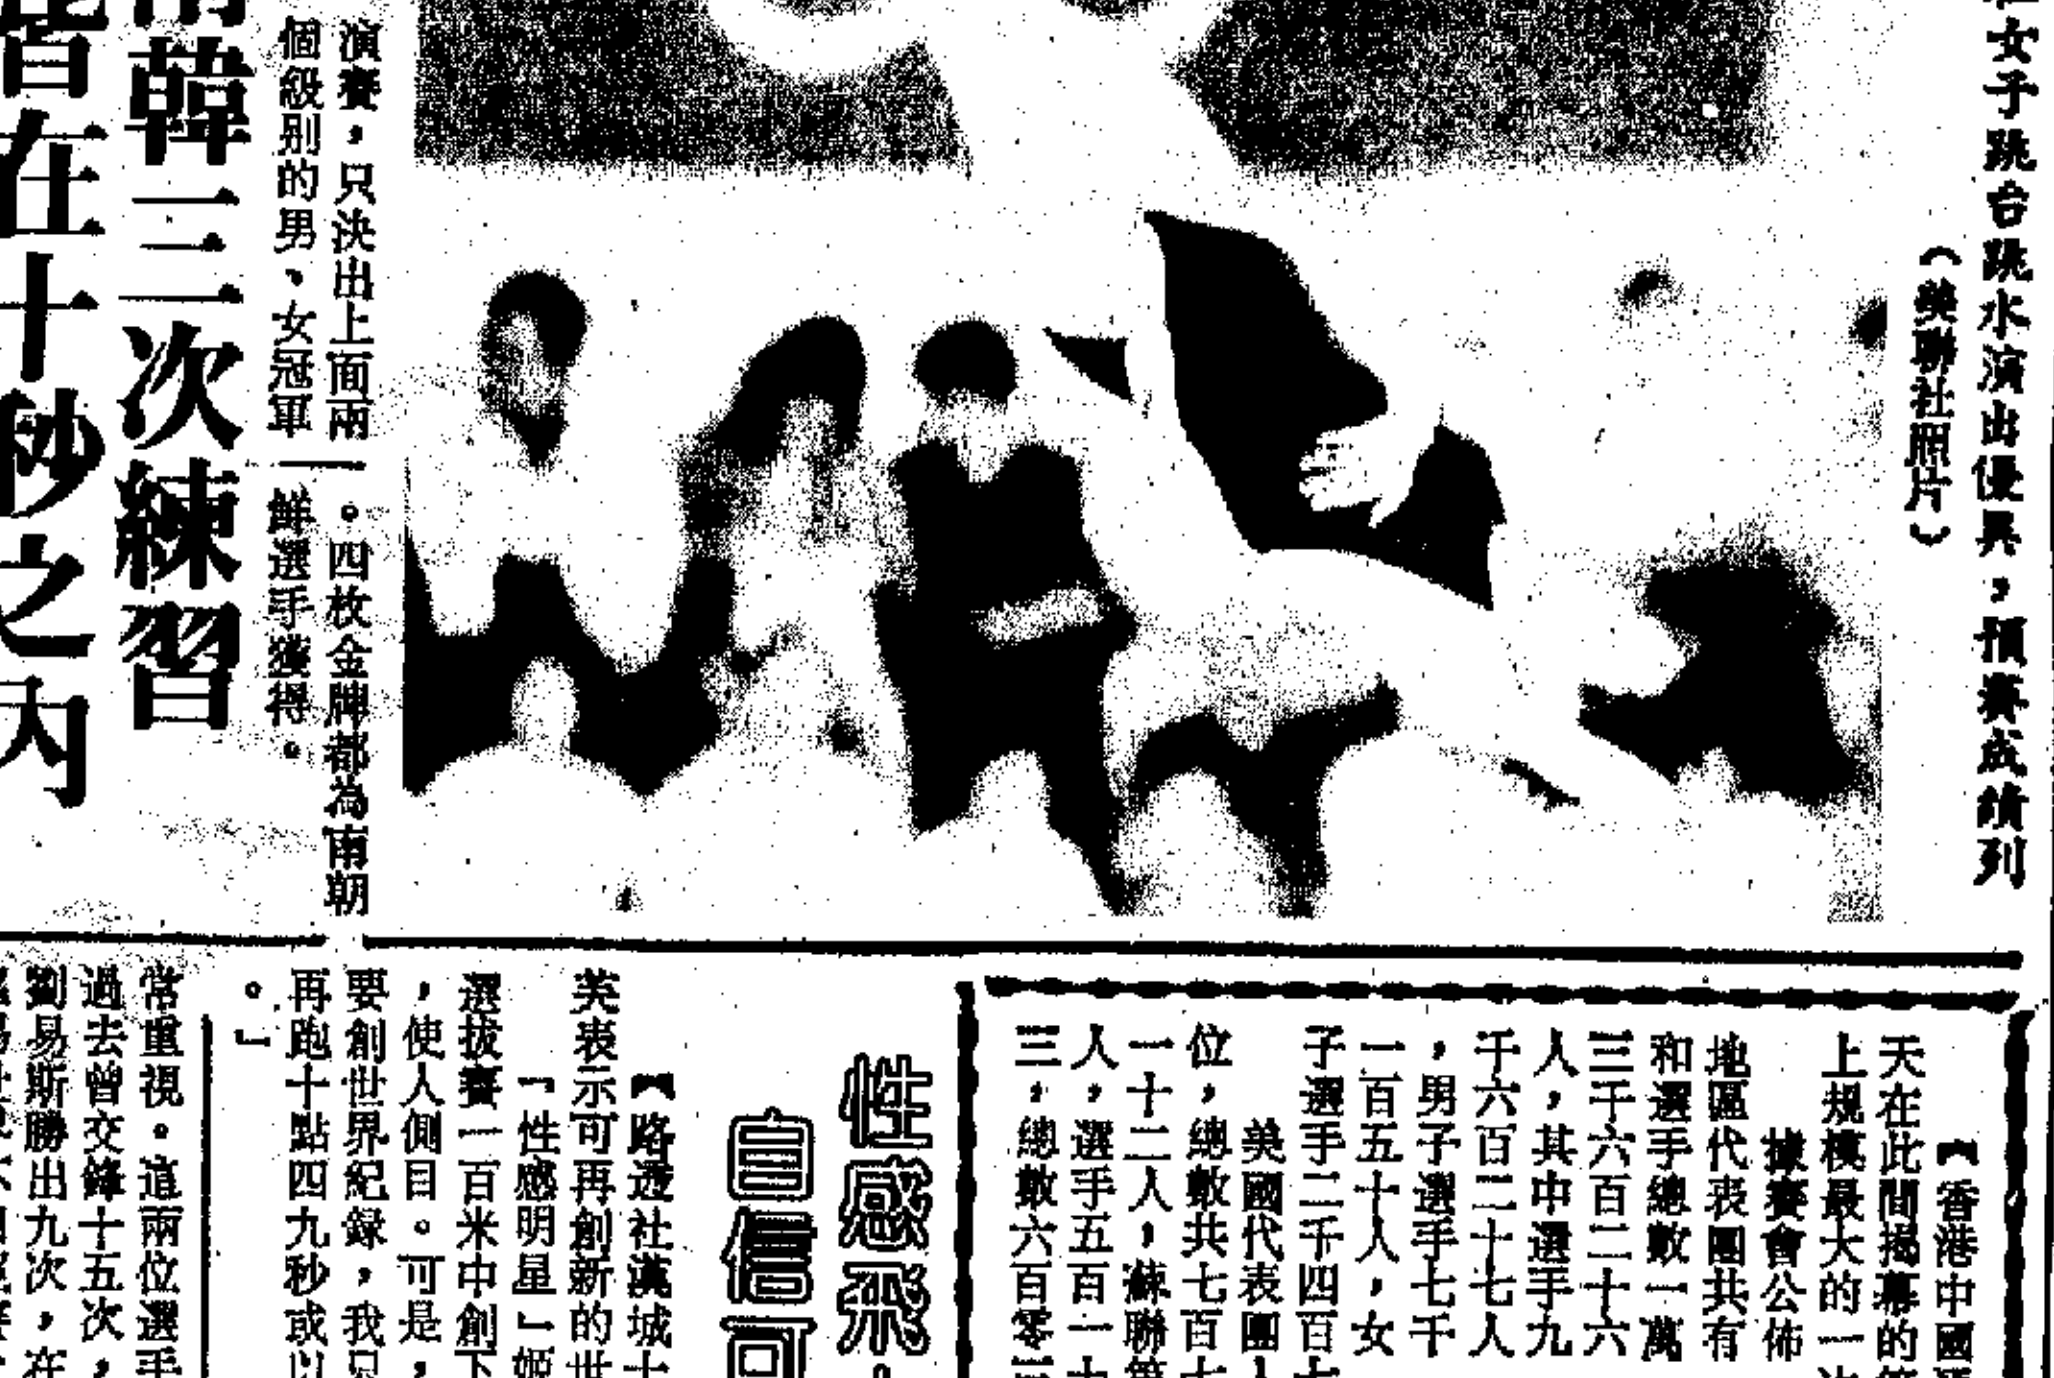 女子跳台跳水演出優異，預賽成績列
（美聯社照片）
演賽，只決出上面兩
個級别的男、女冠軍
。四枚金牌都為南朝
鮮選手獲得。
韓三次練習
皆在十秒之內
【香港中國
天在此間揭幕的
上規模最大的一次
據賽會公佈
地區代表團共有
和選手總數一萬
三千六百二十六
人，其中選手九
千六百二十七人
，男子選手七千
一百五十人，女
子選手二千四百七
美國代表團人
位，總數共七百七
一十二人，蘇聯第
人，選手五百一十
三，總數六百零
性感飛
自信可
【路透社漢城十
英表示可再創新的世
「性感明星」姬
選拔賽一百米中創下
，使人側目。可是，
要創世界紀録，我只
再跑十點四九秒或以
。」
常重視。這兩位選手
過去曾交鋒十五次，
劉易斯勝出九次，在